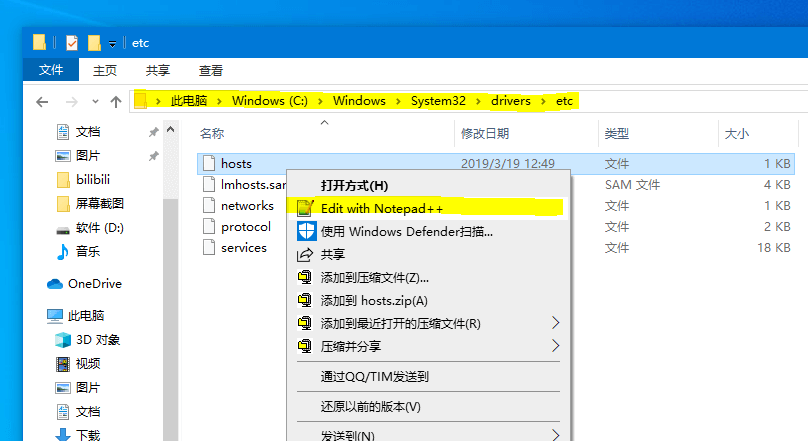 etc
文件 主页 共享 查看
此电脑 Windows (C:) Windows System32 drivers etc
名称 修改日期 类型 大小
文档
图片
bilibili
屏幕截图
软件 (D:)
音乐
OneDrive
此电脑
3D 对象
视频
图片
文档
下载
hosts 2019/3/19 12:49 文件 1 KB
lmhosts.sam SAM 文件 4 KB
networks 文件 1 KB
protocol 文件 2 KB
services 文件 18 KB
打开方式(H)
Edit with Notepad++
使用 Windows Defender扫描...
共享
添加到压缩文件(Z)...
添加到 hosts.zip(A)
添加到最近打开的压缩文件(R)
压缩并分享
通过QQ/TIM发送到
还原以前的版本(V)
发送到(N)